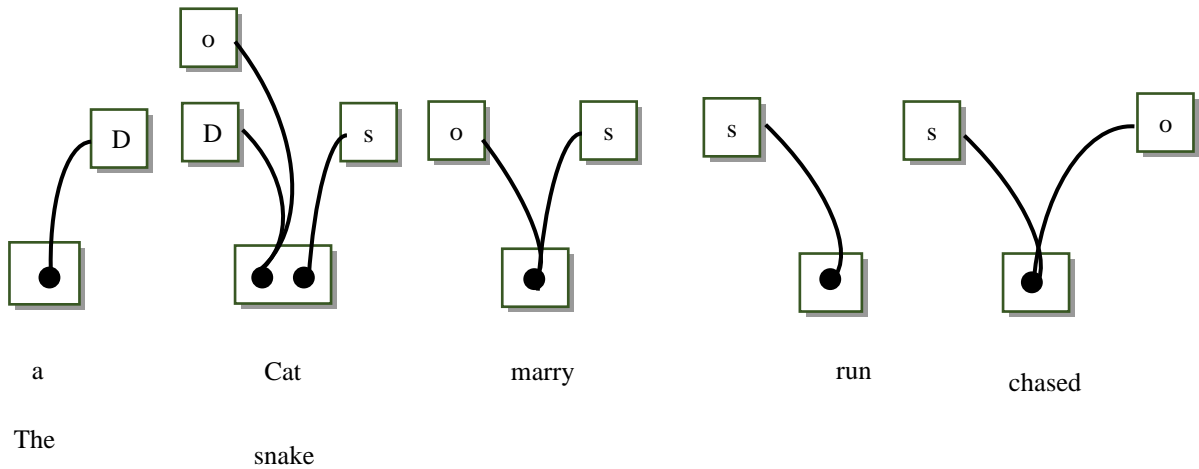 o
D D s o s s s o
a Cat marry run chased
The
snake